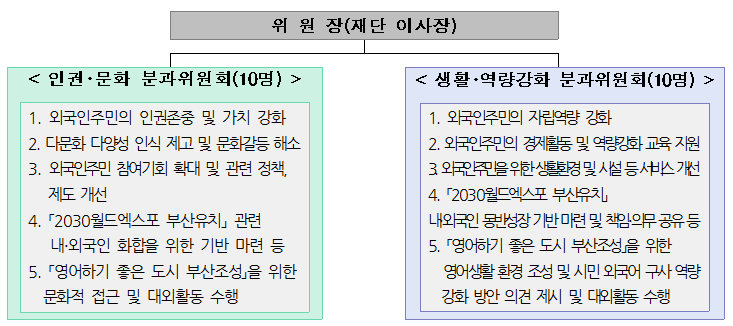 위 원 장(재단 이사장)
< 인권·문화 분과위원회(10명) >
1. 외국인주민의 인권존중 및 가치 강화
2. 다문화 다양성 인식 제고 및 문화갈등 해소
3. 외국인주민 참여기회 확대 및 관련 정책,
제도 개선
4. 「2030월드엑스포 부산유치」 관련
내·외국인 화합을 위한 기반 마련 등
5. 「영어하기 좋은 도시 부산조성」을 위한
문화적 접근 및 대외활동 수행
< 생활·역량강화 분과위원회(10명) >
1. 외국인주민의 자립역량 강화
2. 외국인주민의 경제활동 및 역량강화 교육 지원
3. 외국인주민을 위한 생활환경 및 시설 등 서비스 개선
4. 「2030월드엑스포 부산유치」
내·외국인 동반성장 기반 마련 및 책임·의무 공유 등
5. 「영어하기 좋은 도시 부산조성」을 위한
영어생활 환경 조성 및 시민 외국어 구사 역량
강화 방안 의견 제시 및 대외활동 수행